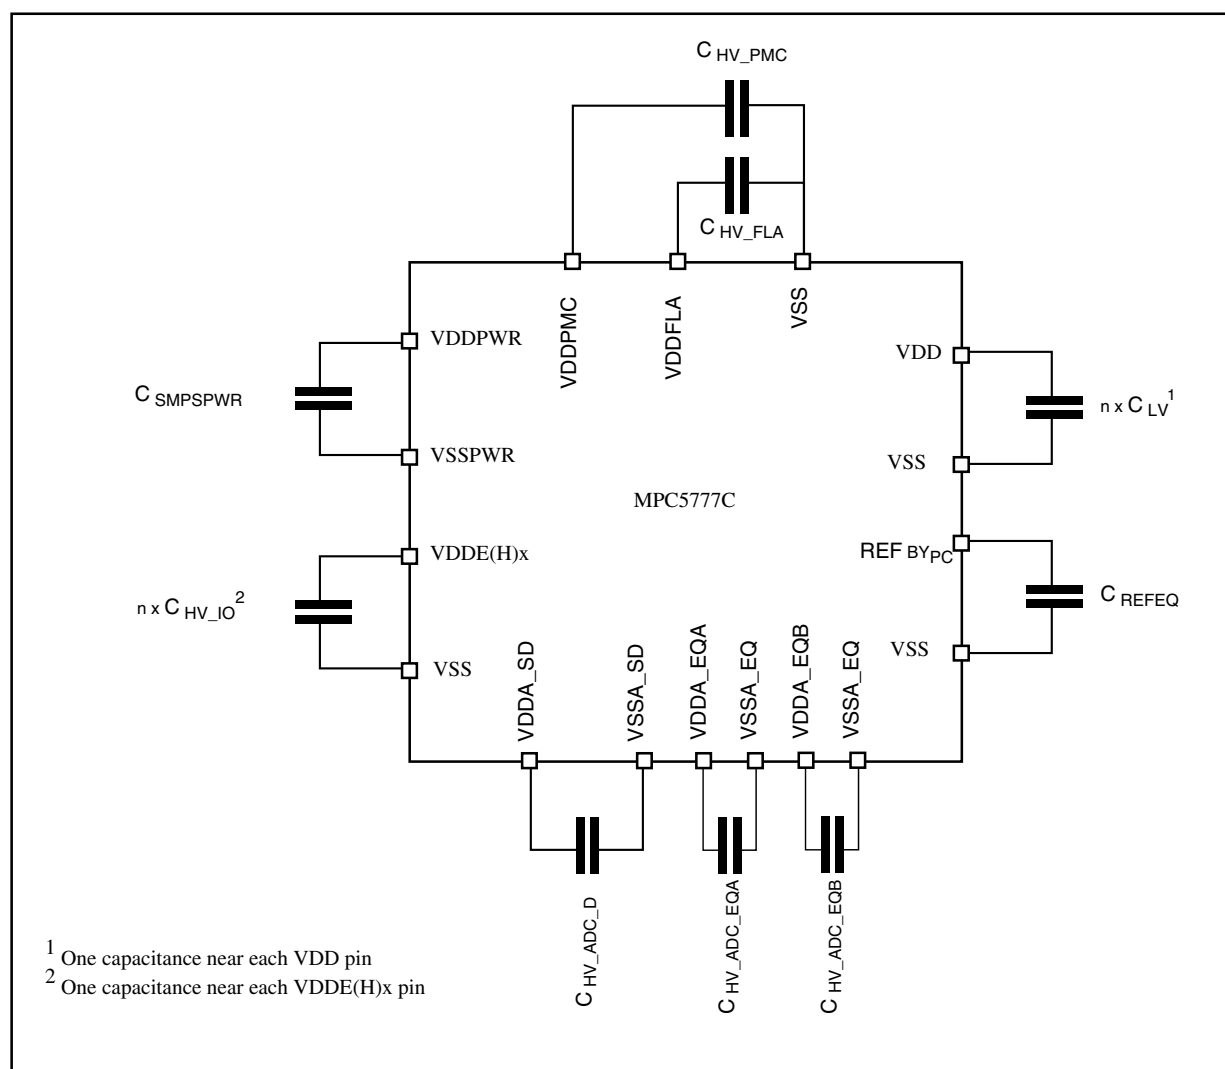 C HV_PMC
C HV_FLA
VDDPMC
VDDFLA
VSS
VDDPWR
VDD
C SMPSPWR
n x C LV 1
VSSPWR
VSS
MPC5777C
VDDE(H)x
REF BYPC
n x C HV_IO 2
C REFEQ
VSS
VSS
VDDA_SD
VSSA_SD
VDDA_EQA
VSSA_EQ
VDDA_EQB
VSSA_EQ
C HV_ADC_D
C HV_ADC_EQA
C HV_ADC_EQB
1 One capacitance near each VDD pin
2 One capacitance near each VDDE(H)x pin